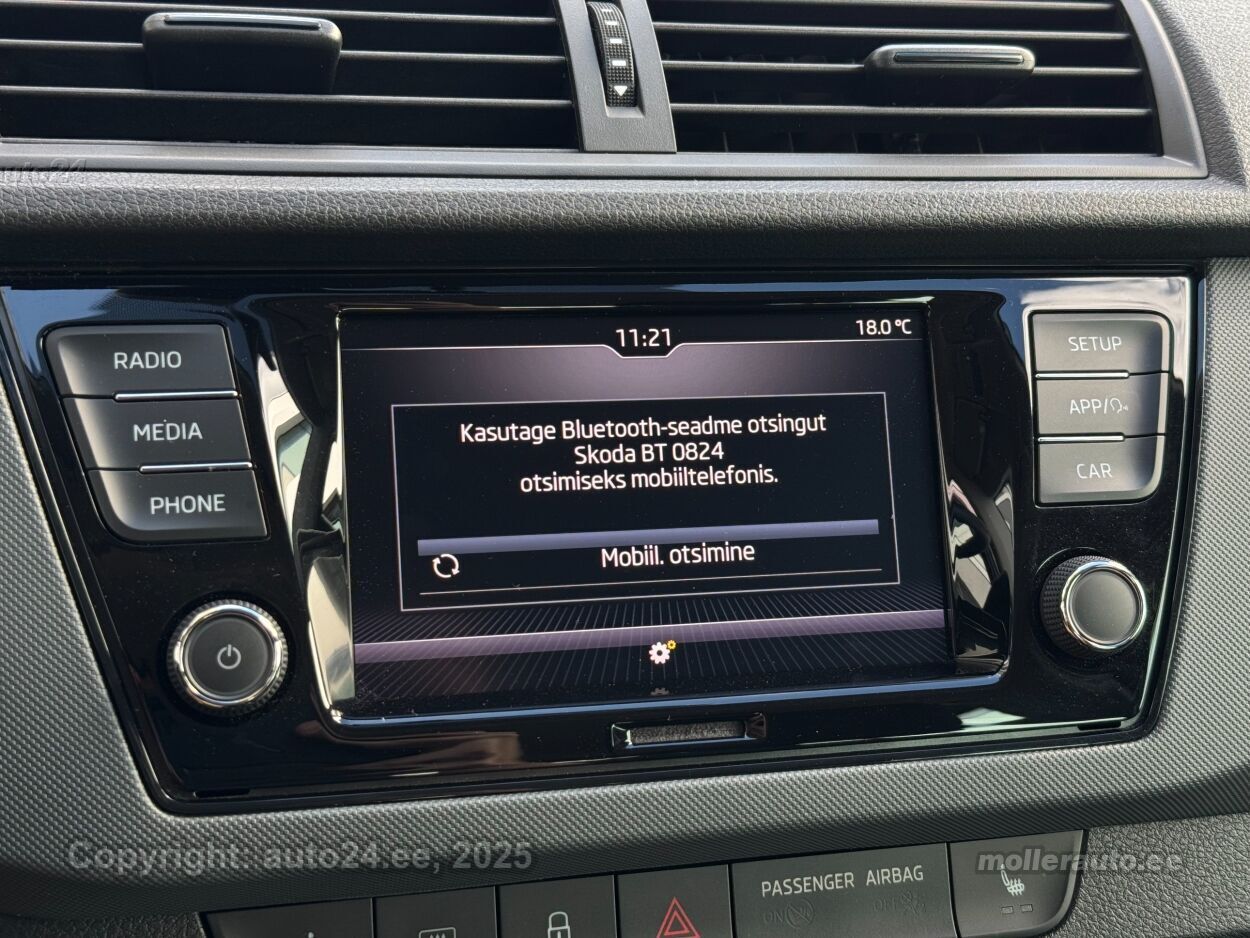 auto24
11:21
18.0 °C
RADIO
MEDIA
PHONE
Kasutage Bluetooth-seadme otsingut
Skoda BT 0824
otsimiseks mobiiltelefonis.
Mobiil. otsimine
SETUP
APP/
CAR
Copyright: auto24.ee, 2025
mollerauto.ee
PASSENGER AIRBAG
ON
OFF